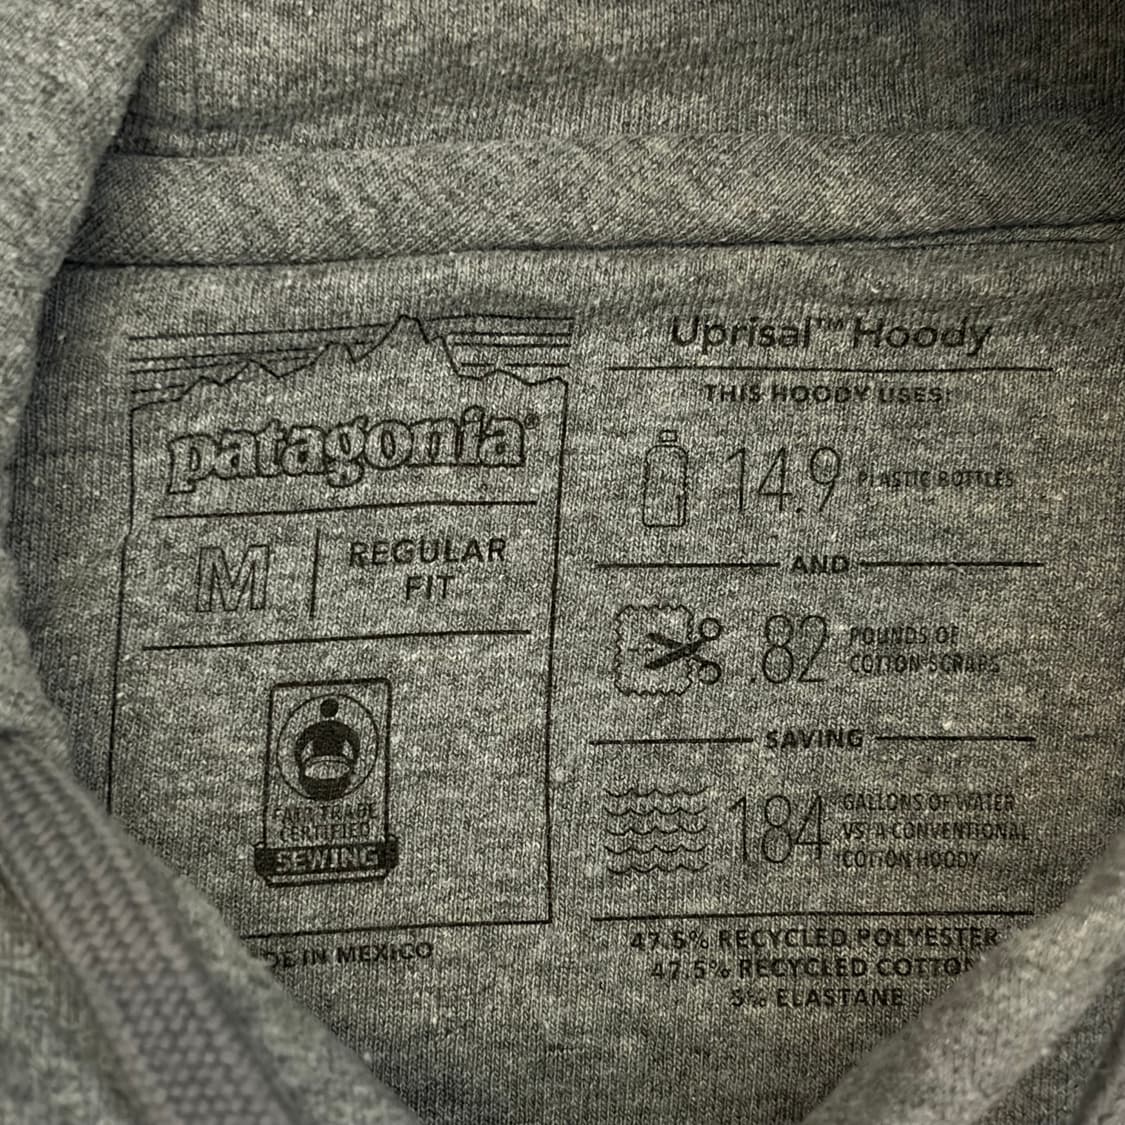 patagonia®
M
REGULAR
FIT
FAIR TRADE
CERTIFIED
SEWING
IN MEXICO
Uprisal™ Hoody
THIS HOODY USES:
14.9 PLASTIC BOTTLES
AND
.82 POUNDS OF
COTTON SCRAPS
SAVING
184 GALLONS OF WATER
VS. A CONVENTIONAL
COTTON HOODY
47.5% RECYCLED POLYESTER
47.5% RECYCLED COTTON
5% ELASTANE